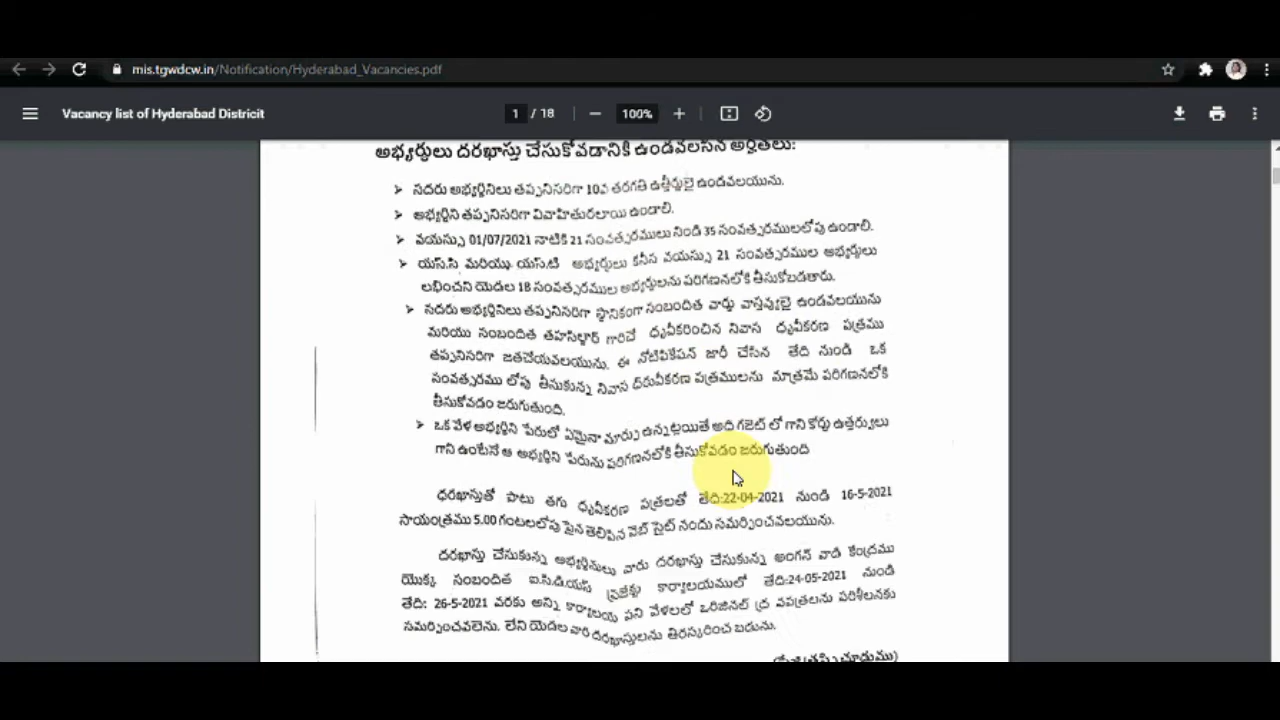 mis.tgwdcw.in/Notification/Hyderabad_Vacancies.pdf
Vacancy list of Hyderabad Districit
1 / 18
100%
అభ్యర్థులు దరఖాస్తు చేసుకోవడానికి ఉండవలసిన అర్హతలు:
➢ సదరు అభ్యర్థినిలు తప్పనిసరిగా 10వ తరగతి ఉత్తీర్ణులై ఉండవలయును.
➢ అభ్యర్థిని తప్పనిసరిగా వివాహితురలాయి ఉండాలి.
➢ వయస్సు 01/07/2021 నాటికి 21 సంవత్సరములు నిండి 35 సంవత్సరములలోపు ఉండాలి.
➢ యస్.సి మరియు యస్.టి అభ్యర్థులు కనీస వయస్సు 21 సంవత్సరముల అభ్యర్థులు
లభించని యెడల 18 సంవత్సరముల అభ్యర్థులను పరిగణనలోకి తీసుకోబడతారు.
➢ సదరు అభ్యర్థినిలు తప్పనిసరిగా స్థానికంగా సంబందిత వార్డు వాస్తవ్యులై ఉండవలయును
మరియు సంబందిత తహసిల్దార్ గారిచే ధృవీకరించిన నివాస ధృవీకరణ పత్రము
తప్పనిసరిగా జతచేయవలయును. ఈ నోటిఫికేషన్ జారీ చేసిన తేది నుండి ఒక
సంవత్సరము లోపు తీసుకున్న నివాస ధ్రువీకరణ పత్రములను మాత్రమే పరిగణనలోకి
తీసుకోవడం జరుగుతుంది.
➢ ఒక వేళ అభ్యర్థిని పేరులో ఏమైనా మార్పు ఉన్నట్లయితే అది గజెట్ లో గాని కోర్టు ఉత్తర్వులు
గాని ఉంటేనే ఆ అభ్యర్థిని పేరును పరిగణనలోకి తీసుకోవడం జరుగుతుంది
ధరఖాస్తుతో పాటు తగు ధృవీకరణ పత్రలతో తేది:22-04-2021 నుండి 16-5-2021
సాయంత్రము 5.00 గంటలలోపు పైన తెలిపిన వెబ్ సైట్ నందు సమర్పించవలయును.
దరఖాస్తు చేసుకున్న అభ్యర్థినులు వారు దరఖాస్తు చేసుకున్న అంగన్ వాడి కేంద్రము
యొక్క సంబందిత ఐ.సి.డి.యస్ ప్రాజెక్టు కార్యాలయములో తేది:24-05-2021 నుండి
తేది: 26-5-2021 వరకు అన్ని కార్యాలయ పని వేళలలో ఒరిజినల్ ధ్ర వపత్రలను పరిశీలనకు
సమర్పించవలెను. లేని యెడల వారి దరఖాస్తులను తిరస్కరించ బడును.